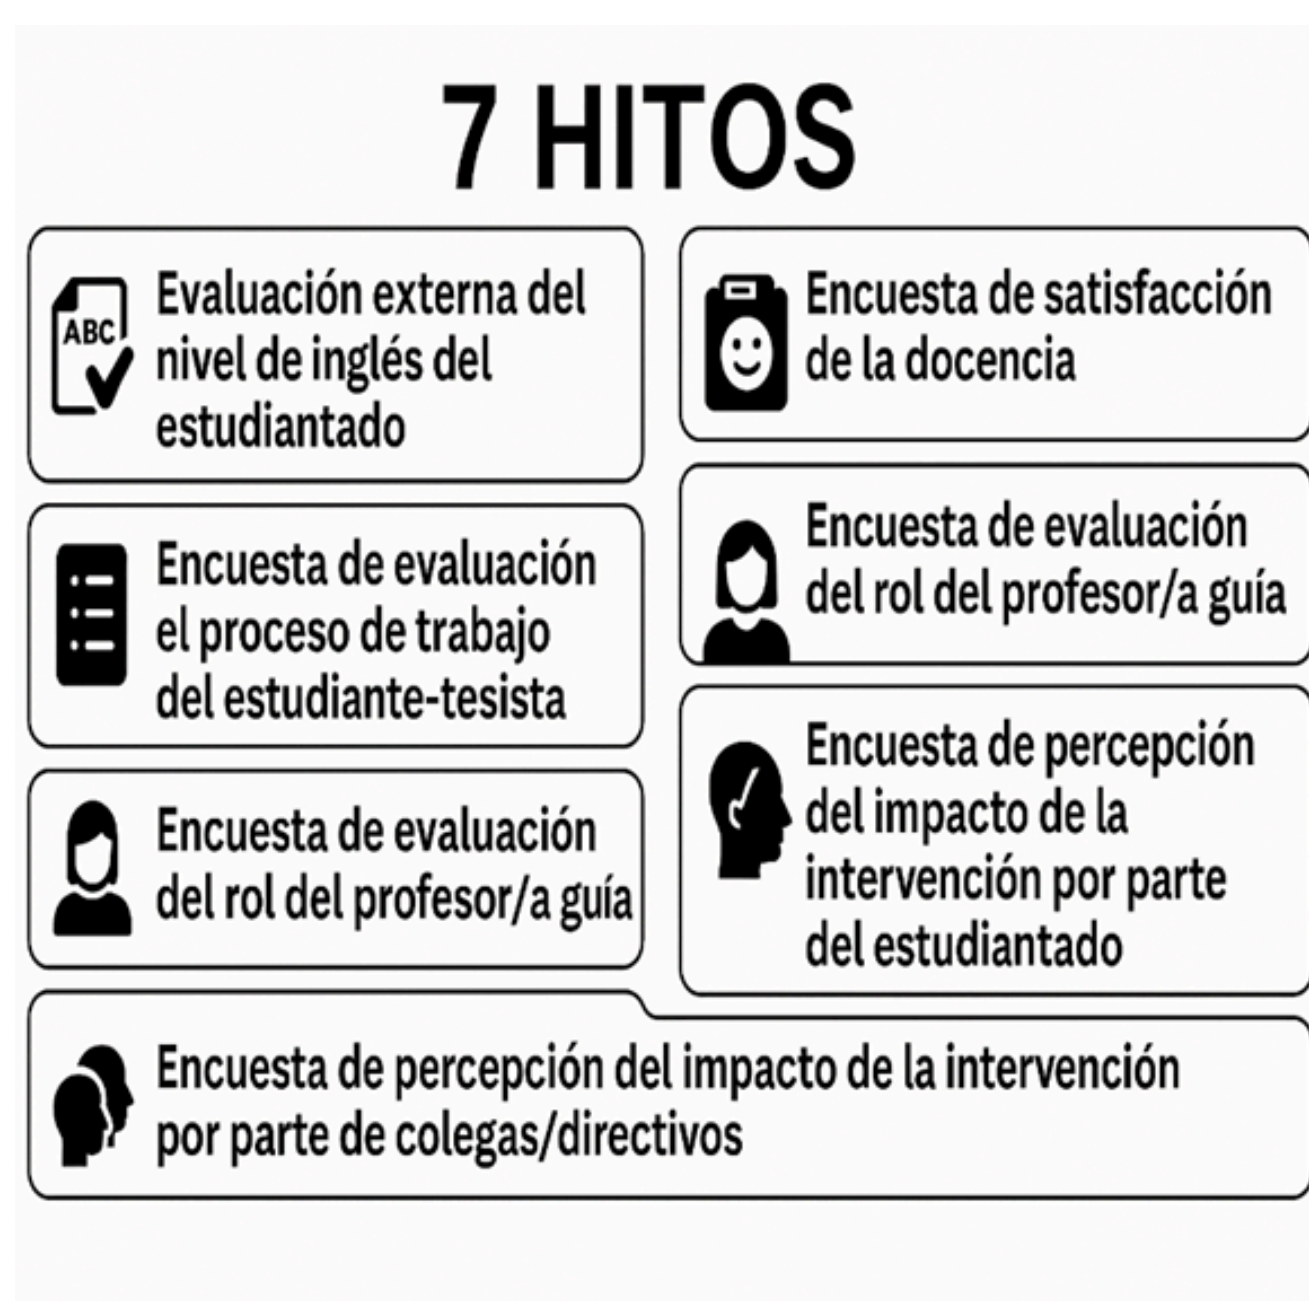 7 HITOS
ABC
Evaluación externa del
nivel de inglés del
estudiantado
Encuesta de satisfacción
de la docencia
Encuesta de evaluación
el proceso de trabajo
del estudiante-tesista
Encuesta de evaluación
del rol del profesor/a guía
Encuesta de evaluación
del rol del profesor/a guía
Encuesta de percepción
del impacto de la
intervención por parte
del estudiantado
Encuesta de percepción del impacto de la intervención
por parte de colegas/directivos